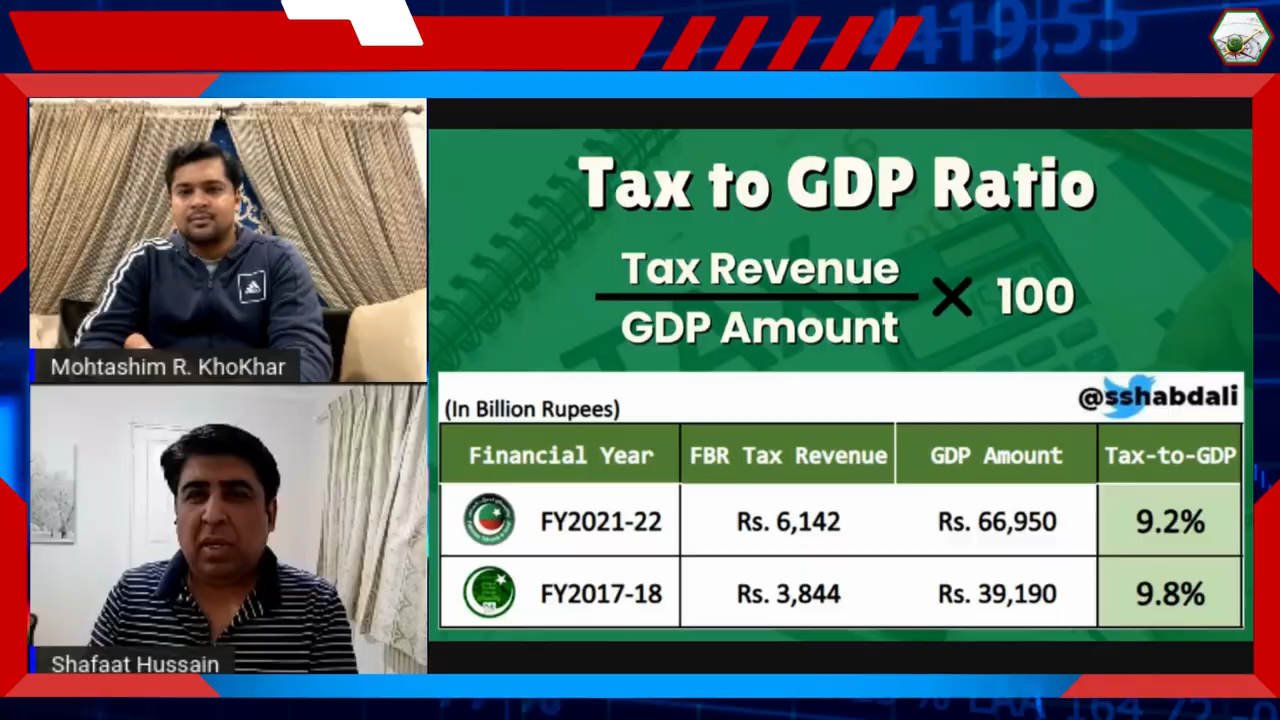 4419.55
Mohtashim R. KhoKhar
Shafaat Hussain
Tax to GDP Ratio
Tax Revenue
GDP Amount
× 100
@sshabdali
(In Billion Rupees)
Financial Year FBR Tax Revenue GDP Amount Tax-to-GDP
FY2021-22 Rs. 6,142 Rs. 66,950 9.2%
FY2017-18 Rs. 3,844 Rs. 39,190 9.8%